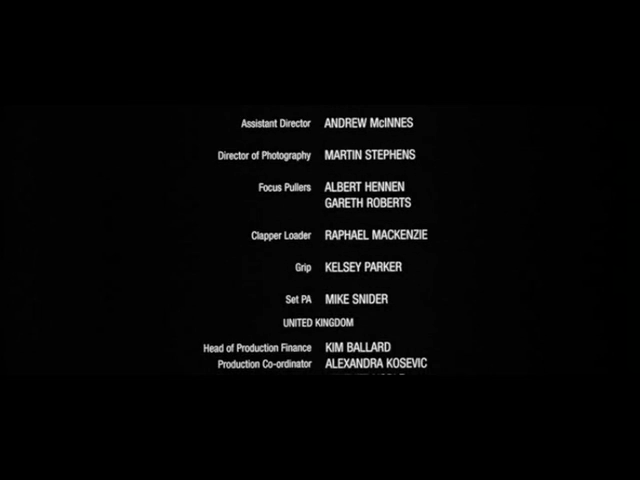 Assistant Director ANDREW McINNES
Director of Photography MARTIN STEPHENS
Focus Pullers ALBERT HENNEN
GARETH ROBERTS
Clapper Loader RAPHAEL MACKENZIE
Grip KELSEY PARKER
Set PA MIKE SNIDER
UNITED KINGDOM
Head of Production Finance KIM BALLARD
Production Co-ordinator ALEXANDRA KOSEVIC